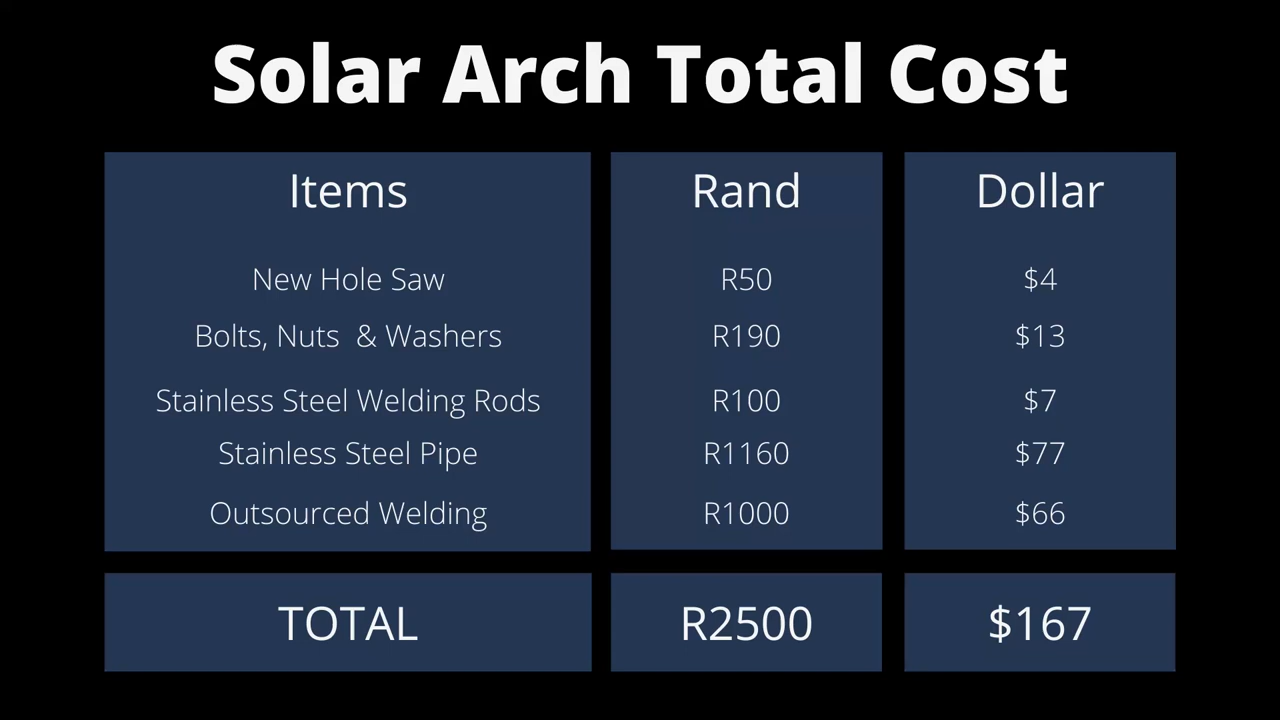 Solar Arch Total Cost
Items Rand Dollar
New Hole Saw R50 $4
Bolts, Nuts & Washers R190 $13
Stainless Steel Welding Rods R100 $7
Stainless Steel Pipe R1160 $77
Outsourced Welding R1000 $66
TOTAL R2500 $167